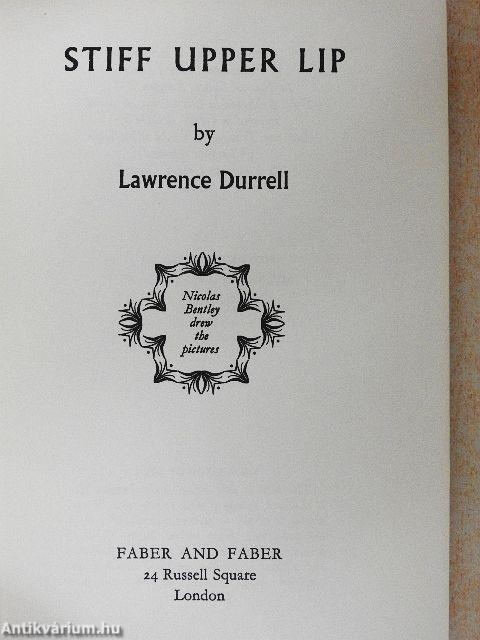 STIFF UPPER LIP
by
Lawrence Durrell
Nicolas
Bentley
drew
the
pictures
FABER AND FABER
24 Russell Square
London
Antikvárium.hu